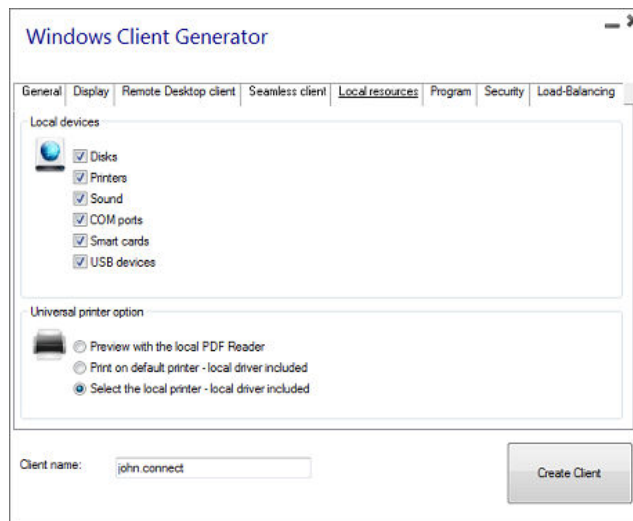 Windows Client Generator
General Display Remote Desktop client Seamless client Local resources Program Security Load-Balancing
Local devices
Disks
Printers
Sound
COM ports
Smart cards
USB devices
Universal printer option
Preview with the local PDF Reader
Print on default printer - local driver included
Select the local printer - local driver included
Client name: john.connect
Create Client